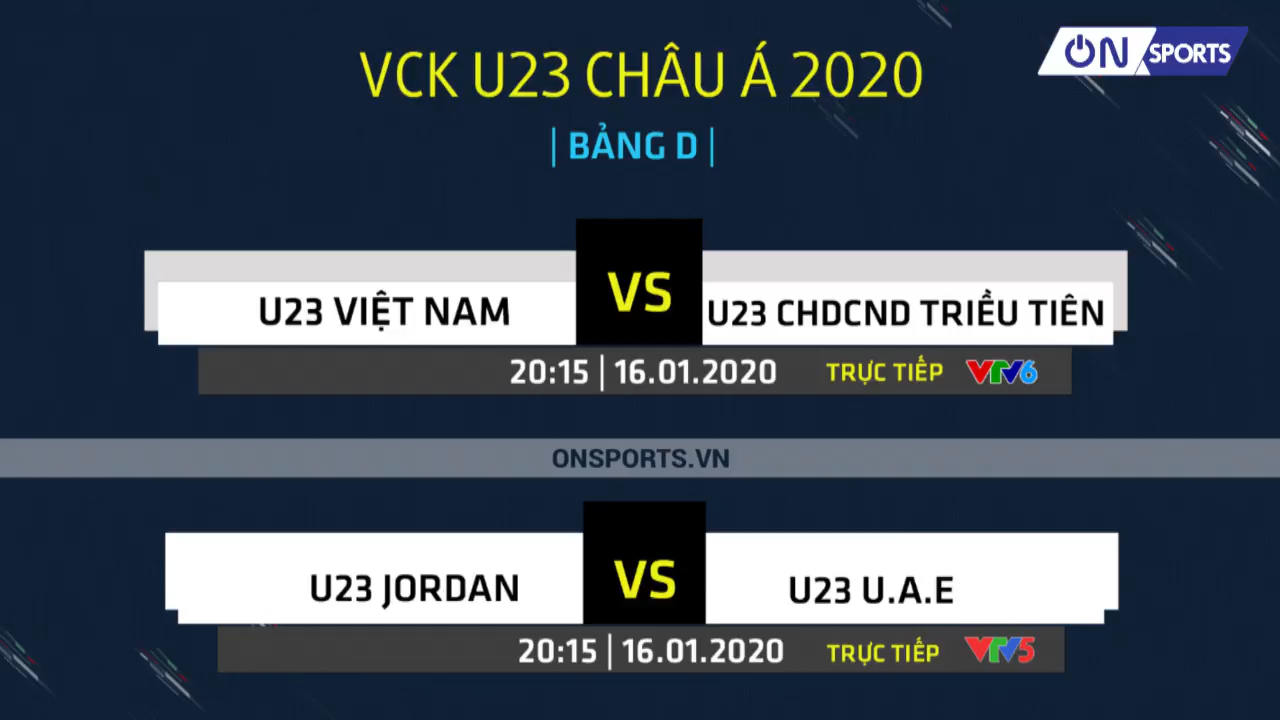 ON SPORTS
VCK U23 CHÂU Á 2020
| BẢNG D |
U23 VIỆT NAM VS U23 CHDCND TRIỀU TIÊN
20:15 | 16.01.2020 TRỰC TIẾP VTV6
ONSPORTS.VN
U23 JORDAN VS U23 U.A.E
20:15 | 16.01.2020 TRỰC TIẾP VTV5